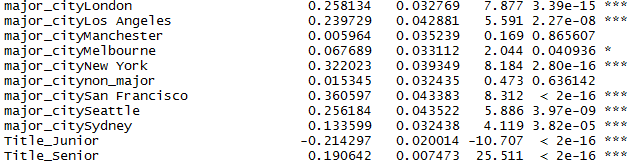 major_cityLondon 0.258134 0.032769 7.877 3.39e-15 ***
major_cityLos Angeles 0.239729 0.042881 5.591 2.27e-08 ***
major_cityManchester 0.005964 0.035239 0.169 0.865607
major_cityMelbourne 0.067689 0.033112 2.044 0.040936 *
major_cityNew York 0.322023 0.039349 8.184 2.80e-16 ***
major_citynon_major 0.015345 0.032435 0.473 0.636142
major_citySan Francisco 0.360597 0.043383 8.312 < 2e-16 ***
major_citySeattle 0.256184 0.043522 5.886 3.97e-09 ***
major_citySydney 0.133599 0.032438 4.119 3.82e-05 ***
Title_Junior -0.214297 0.020014 -10.707 < 2e-16 ***
Title_Senior 0.190642 0.007473 25.511 < 2e-16 ***